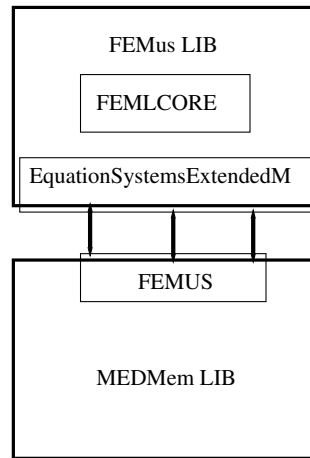 FEMus LIB
FEMLCORE
EquationSystemsExtendedM
FEMUS
MEDMem LIB